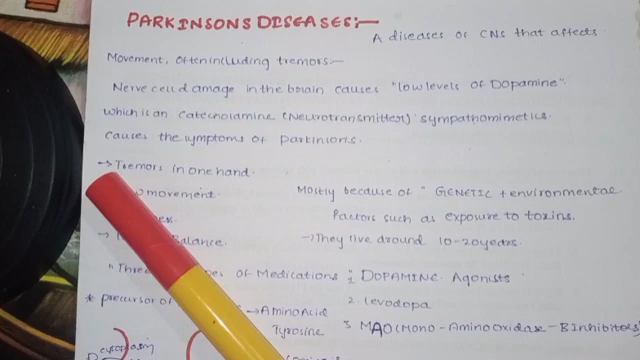 PARKINSONS DISEASES:-
A diseases of CNS that affects
Movement, often including tremors:-
Nerve cell damage in the brain causes "low levels of Dopamine".
which is an catecholamine (Neurotransmitter) sympathomimetics.
causes the symptoms of Parkinsons.
→ Tremors in one hand.
movement.
Mostly because of " GENETIC + environmental
Factors such as exposure to toxins.
→ Balance.
→ They live around 10-20 years.
"Three of Medications : 1 DOPAMINE Agonists
* precursor of → Amino Acid
2. levodopa
Tyrosine
3 MAO (Mono-Amino oxidase-B Inhibitors)